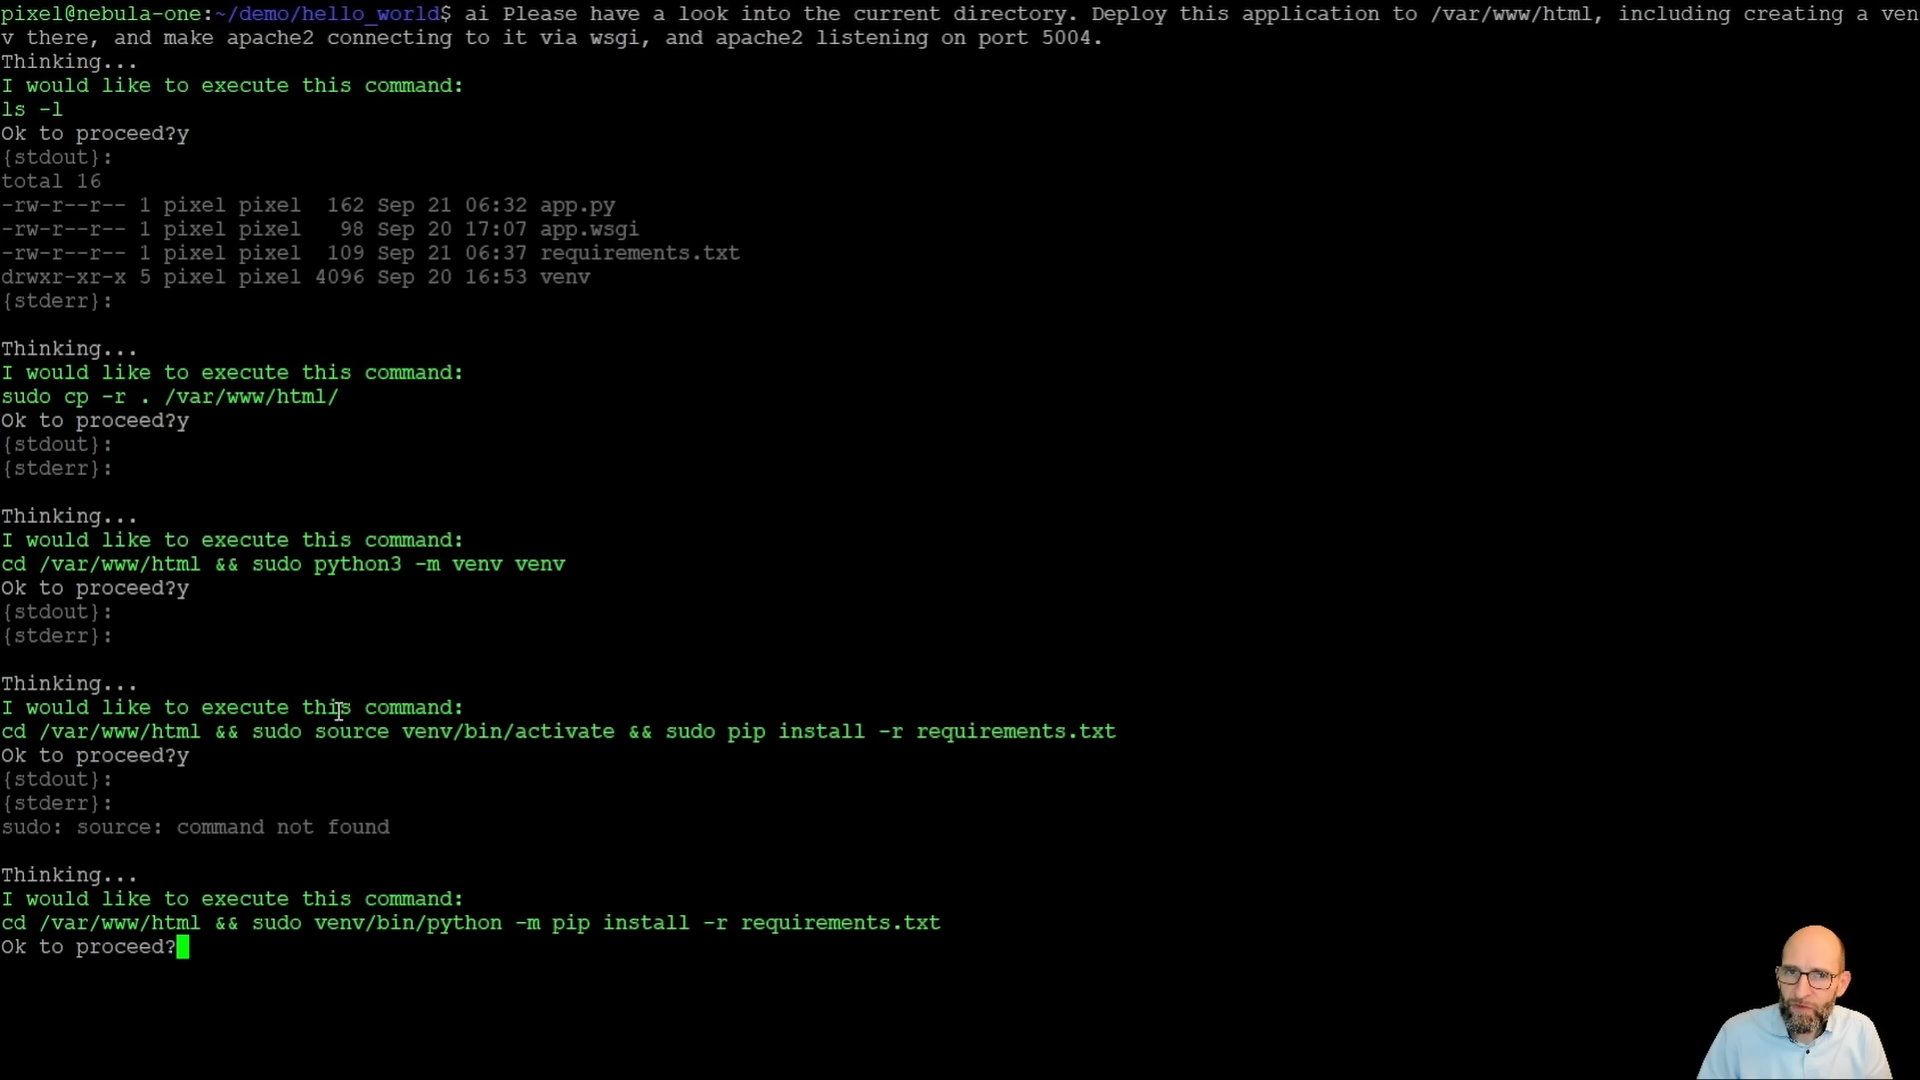 pixel@nebula-one:~/demo/hello_world$ ai Please have a look into the current directory. Deploy this application to /var/www/html, including creating a ven
v there, and make apache2 connecting to it via wsgi, and apache2 listening on port 5004.
Thinking...
I would like to execute this command:
ls -l
Ok to proceed?y
{stdout}:
total 16
-rw-r--r-- 1 pixel pixel  162 Sep 21 06:32 app.py
-rw-r--r-- 1 pixel pixel   98 Sep 20 17:07 app.wsgi
-rw-r--r-- 1 pixel pixel  109 Sep 21 06:37 requirements.txt
drwxr-xr-x 5 pixel pixel 4096 Sep 20 16:53 venv
{stderr}:
Thinking...
I would like to execute this command:
sudo cp -r . /var/www/html/
Ok to proceed?y
{stdout}:
{stderr}:
Thinking...
I would like to execute this command:
cd /var/www/html && sudo python3 -m venv venv
Ok to proceed?y
{stdout}:
{stderr}:
Thinking...
I would like to execute this command:
cd /var/www/html && sudo source venv/bin/activate && sudo pip install -r requirements.txt
Ok to proceed?y
{stdout}:
{stderr}:
sudo: source: command not found
Thinking...
I would like to execute this command:
cd /var/www/html && sudo venv/bin/python -m pip install -r requirements.txt
Ok to proceed?